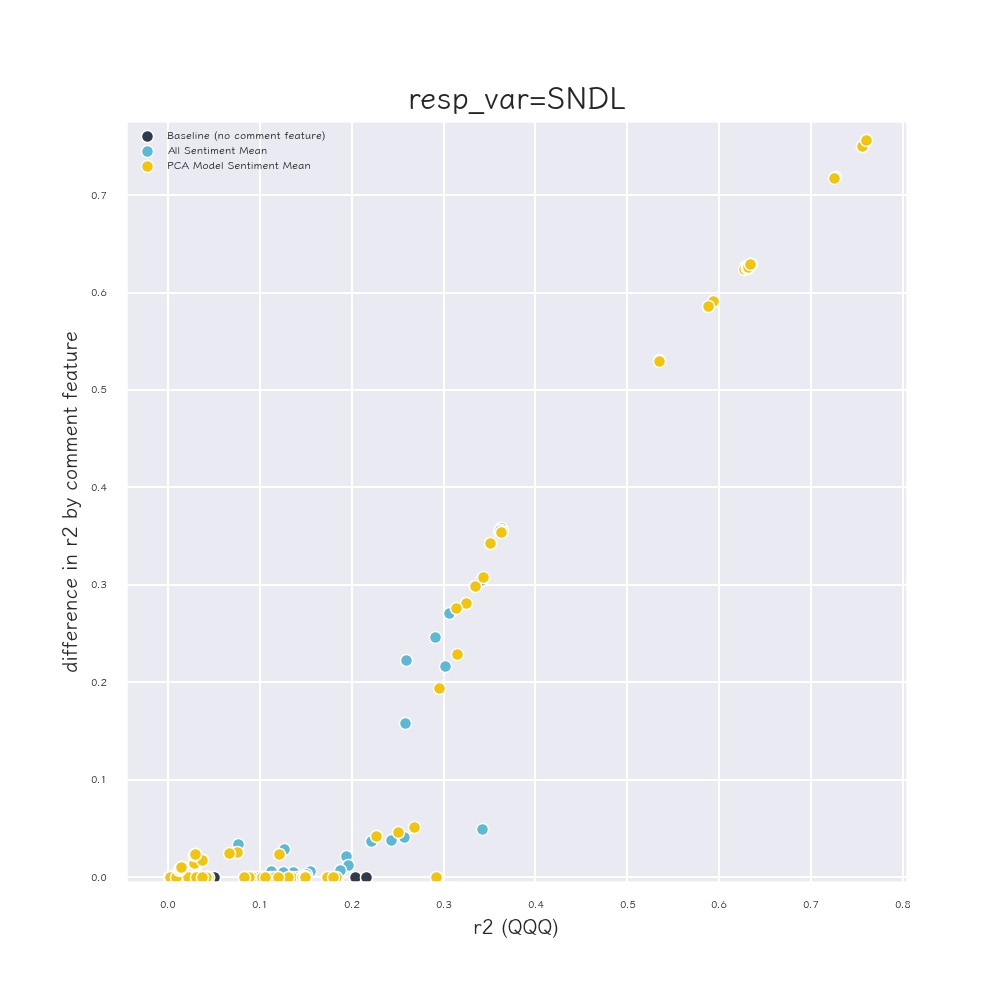 resp_var=SNDL
Baseline (no comment feature)
All Sentiment Mean
PCA Model Sentiment Mean
difference in r2 by comment feature
0.7
0.6
0.5
0.4
0.3
0.2
0.1
0.0
0.0 0.1 0.2 0.3 0.4 0.5 0.6 0.7 0.8
r2 (QQQ)